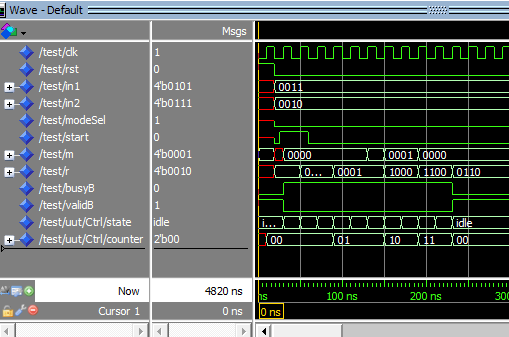 Wave - Default
Msgs
/test/clk 1
/test/rst 0
/test/in1 4'b0101 0011
/test/in2 4'b0111 0010
/test/modeSel 1
/test/start 0
/test/m 4'b0001 0000 0001 0000
/test/r 4'b0010 0... 0001 1000 1100 0110
/test/busyB 0
/test/validB 1
/test/uut/Ctrl/state idle i... idle
/test/uut/Ctrl/counter 2'b00 00 01 10 11 00
Now 4820 ns ns 100 ns 200 ns 300
Cursor 1 0 ns 0 ns